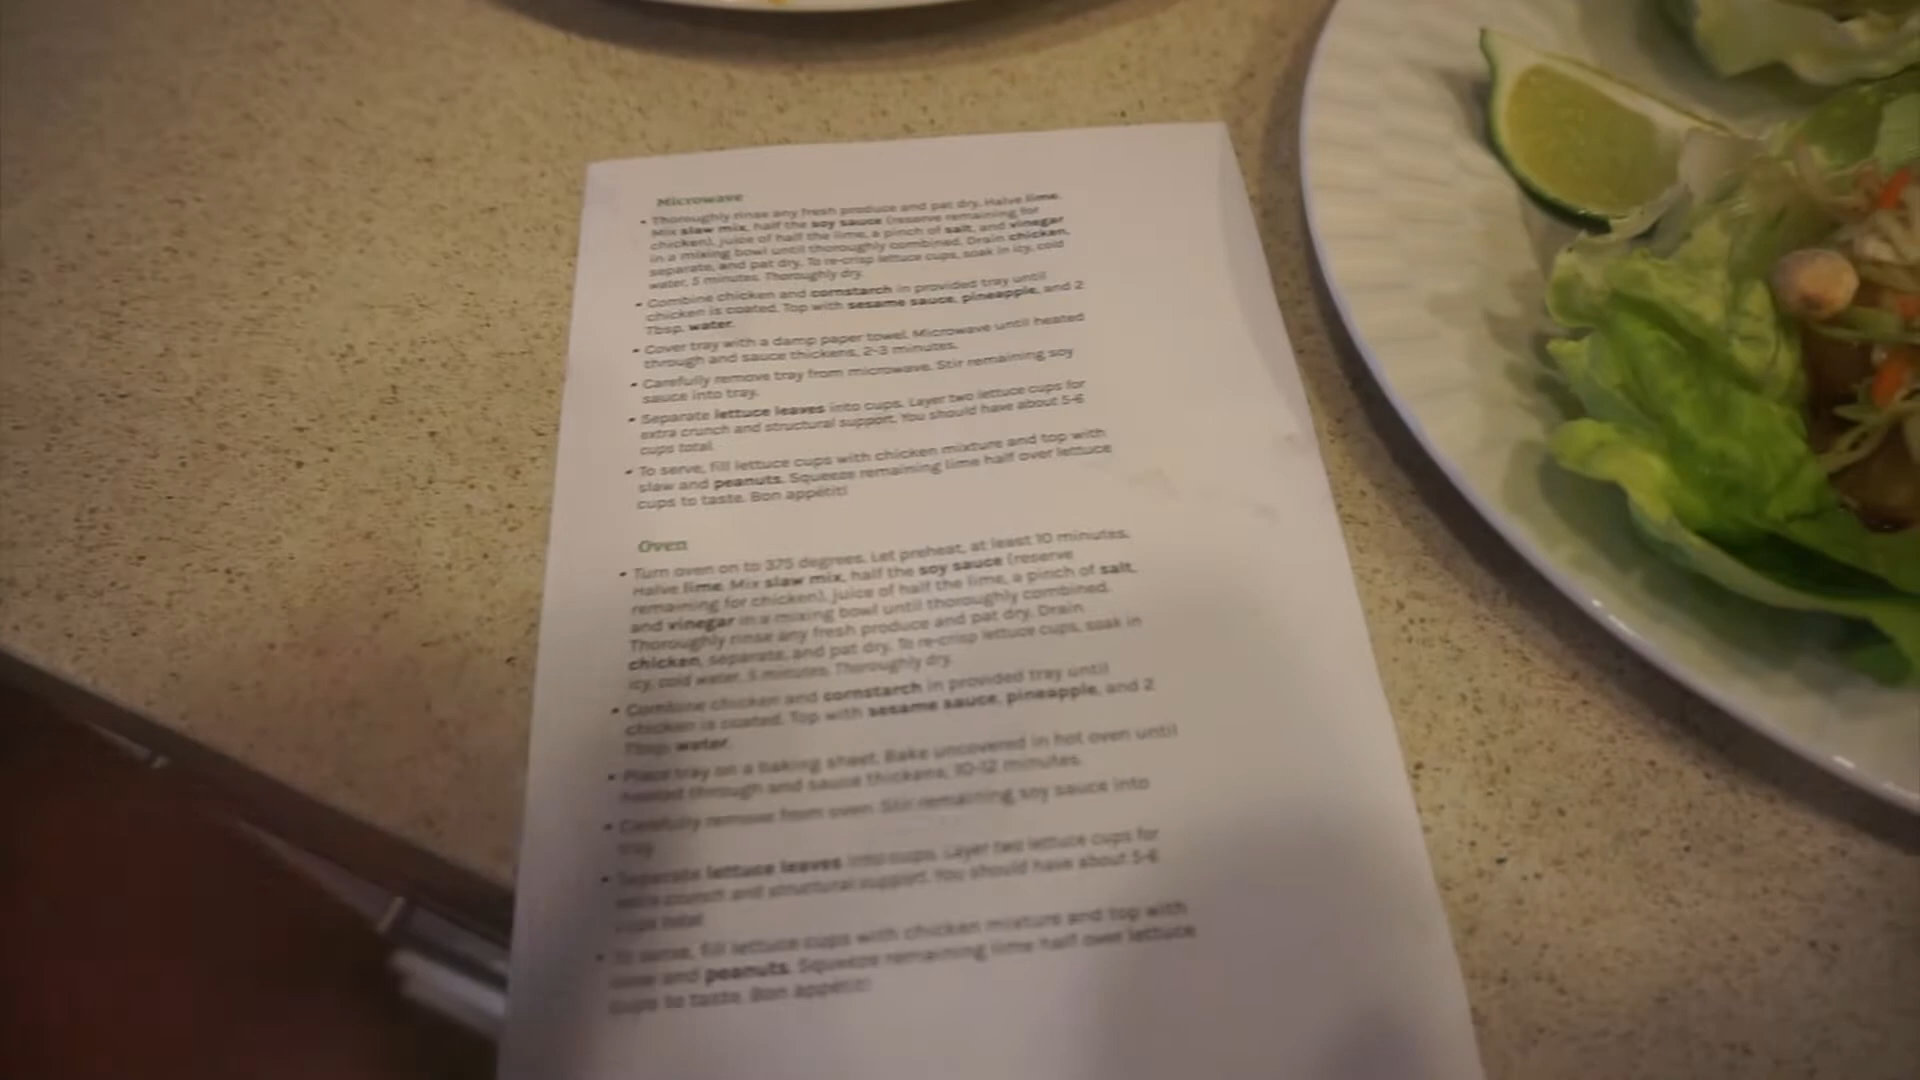 Microwave
• Thoroughly rinse any fresh produce and pat dry. Halve lime.
Mix slaw mix, half the soy sauce (reserve remaining for
chicken), juice of half the lime, a pinch of salt, and vinegar
in a mixing bowl until thoroughly combined. Drain chicken,
separate, and pat dry. To re-crisp lettuce cups, soak in icy, cold
water, 5 minutes. Thoroughly dry.
• Combine chicken and cornstarch in provided tray until
chicken is coated. Top with sesame sauce, pineapple, and 2
Tbsp. water.
• Cover tray with a damp paper towel. Microwave until heated
through and sauce thickens, 2-3 minutes.
• Carefully remove tray from microwave. Stir remaining soy
sauce into tray.
• Separate lettuce leaves into cups. Layer two lettuce cups for
extra crunch and structural support. You should have about 5-6
cups total.
• To serve, fill lettuce cups with chicken mixture and top with
slaw and peanuts. Squeeze remaining lime half over lettuce
cups to taste. Bon appétit!
Oven
• Turn oven on to 375 degrees. Let preheat, at least 10 minutes.
Halve lime. Mix slaw mix, half the soy sauce (reserve
remaining for chicken), juice of half the lime, a pinch of salt,
and vinegar in a mixing bowl until thoroughly combined.
Thoroughly rinse any fresh produce and pat dry. Drain
chicken, separate, and pat dry. To re-crisp lettuce cups, soak in
icy, cold water, 5 minutes. Thoroughly dry.
• Combine chicken and cornstarch in provided tray until
chicken is coated. Top with sesame sauce, pineapple, and 2
Tbsp. water.
• Place tray on a baking sheet. Bake uncovered in hot oven until
heated through and sauce thickens, 10-12 minutes.
• Carefully remove from oven. Stir remaining soy sauce into
tray.
• Separate lettuce leaves into cups. Layer two lettuce cups for
extra crunch and structural support. You should have about 5-6
cups total.
• To serve, fill lettuce cups with chicken mixture and top with
slaw and peanuts. Squeeze remaining lime half over lettuce
cups to taste. Bon appétit!